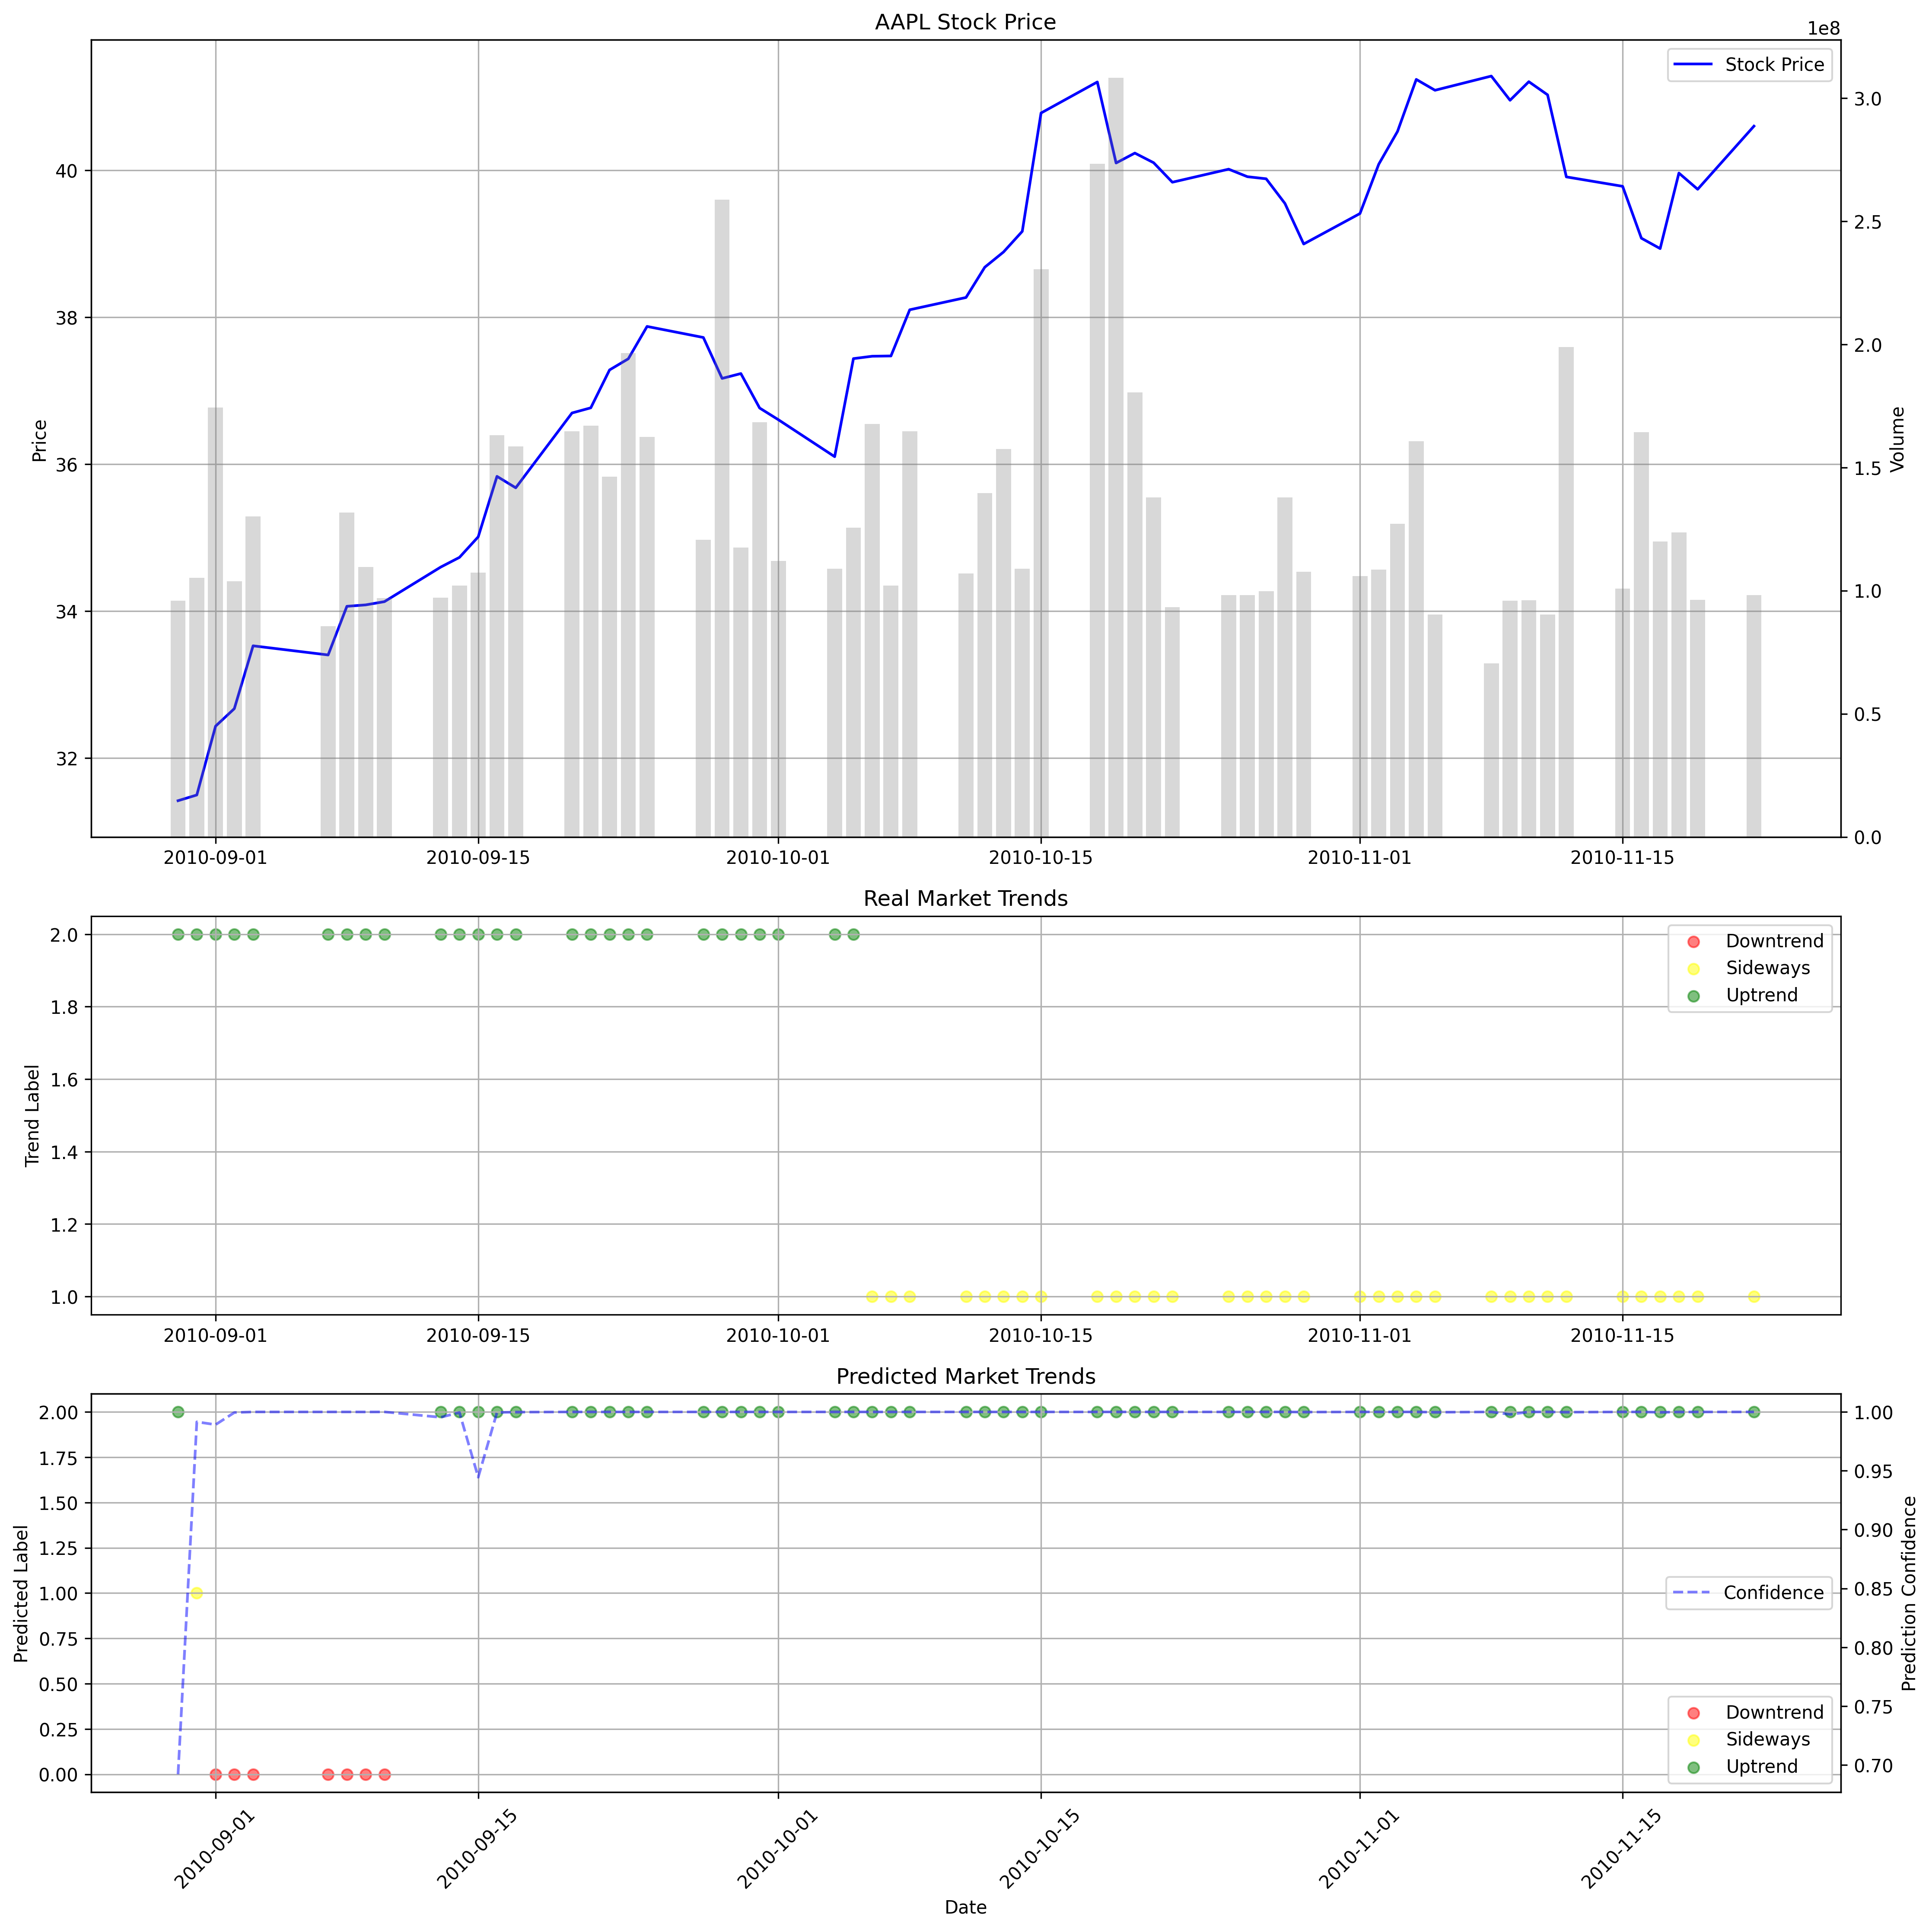 AAPL Stock Price
1e8
Stock Price
Price
40
38
36
34
32
3.0
2.5
2.0
1.5
1.0
0.5
0.0
Volume
2010-09-01 2010-09-15 2010-10-01 2010-10-15 2010-11-01 2010-11-15
Real Market Trends
Downtrend
Sideways
Uptrend
Trend Label
2.0
1.8
1.6
1.4
1.2
1.0
2010-09-01 2010-09-15 2010-10-01 2010-10-15 2010-11-01 2010-11-15
Predicted Market Trends
Predicted Label
2.00
1.75
1.50
1.25
1.00
0.75
0.50
0.25
0.00
1.00
0.95
0.90
0.85
0.80
0.75
0.70
Prediction Confidence
Confidence
Downtrend
Sideways
Uptrend
2010-09-01 2010-09-15 2010-10-01 2010-10-15 2010-11-01 2010-11-15
Date